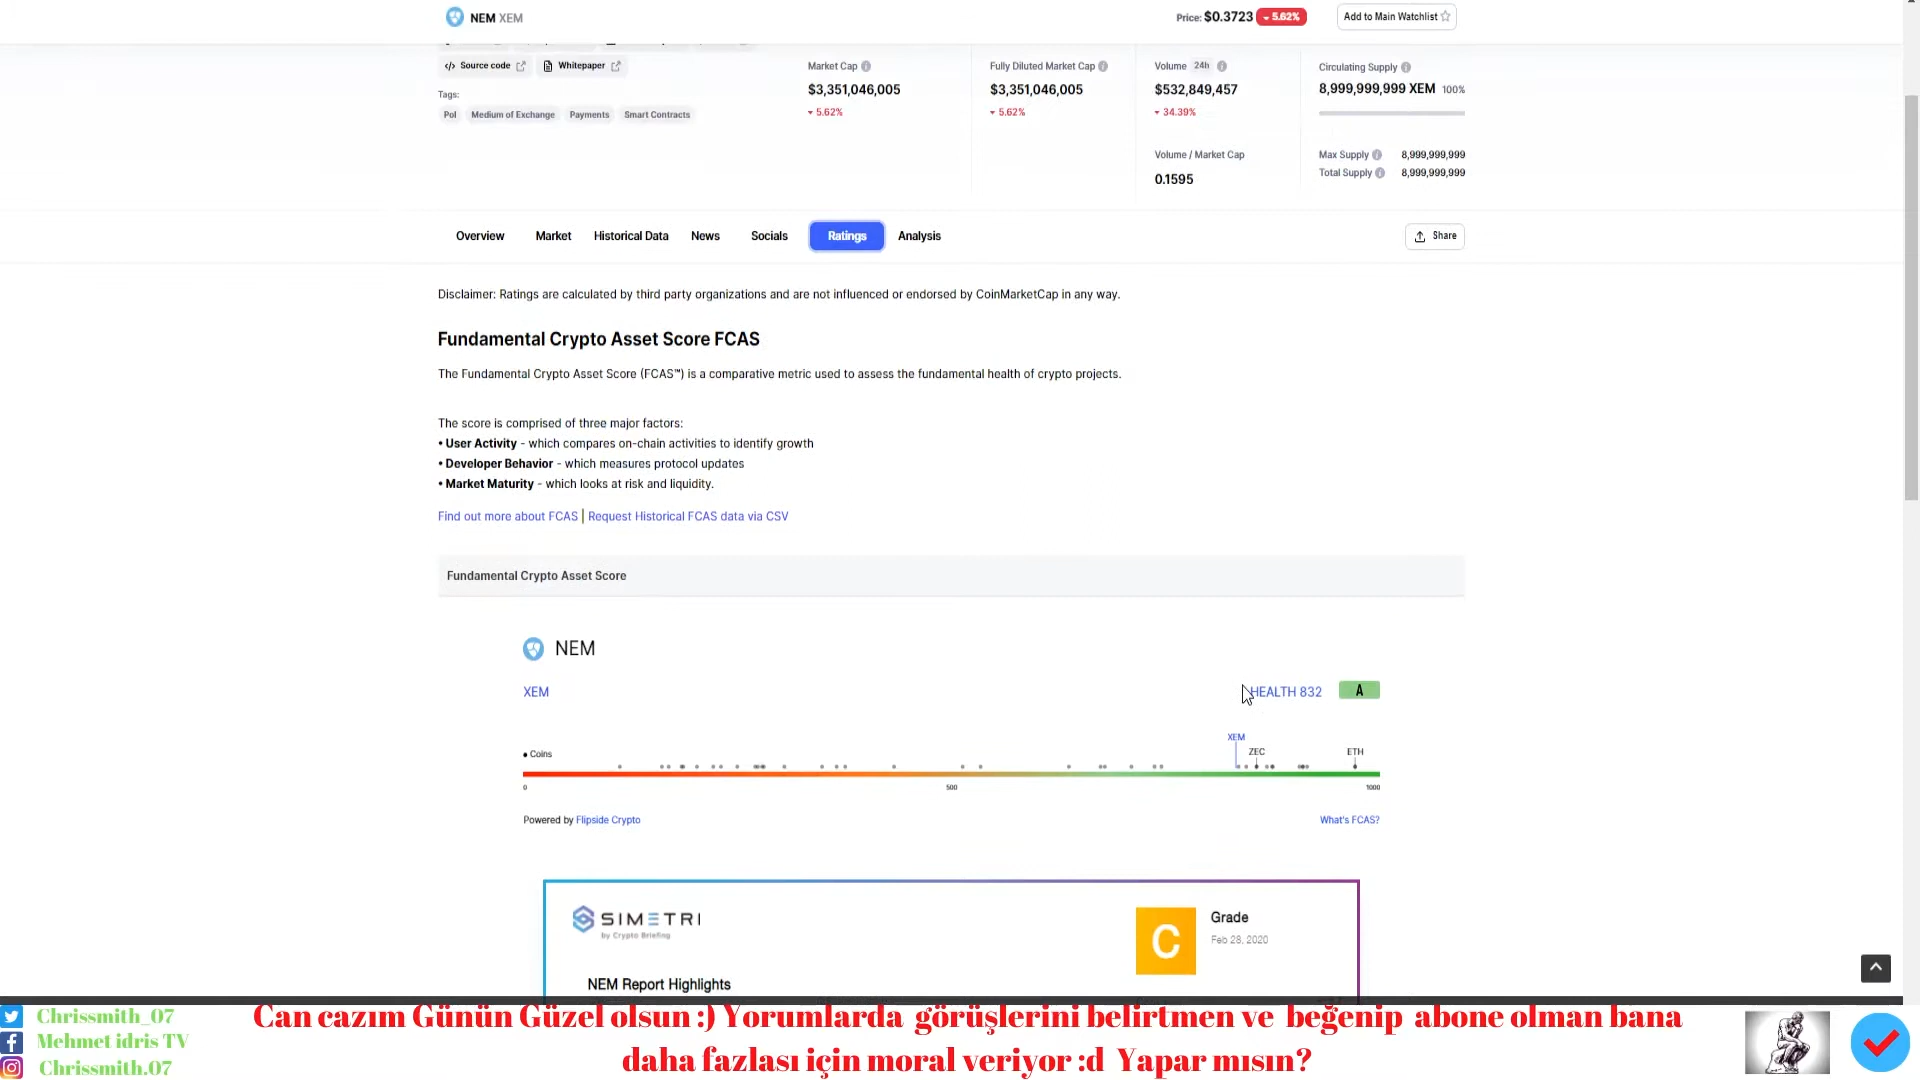 NEM XEM
Price: $0.3723 5.62%
Add to Main Watchlist
Source code
Whitepaper
Tags:
PoI Medium of Exchange Payments Smart Contracts
Market Cap
$3,351,046,005
5.62%
Fully Diluted Market Cap
$3,351,046,005
5.62%
Volume 24h
$532,849,457
34.39%
Volume / Market Cap
0.1595
Circulating Supply
8,999,999,999 XEM 100%
Max Supply 8,999,999,999
Total Supply 8,999,999,999
Overview Market Historical Data News Socials Ratings Analysis
Share
Disclaimer: Ratings are calculated by third party organizations and are not influenced or endorsed by CoinMarketCap in any way.
Fundamental Crypto Asset Score FCAS
The Fundamental Crypto Asset Score (FCAS™) is a comparative metric used to assess the fundamental health of crypto projects.
The score is comprised of three major factors:
• User Activity - which compares on-chain activities to identify growth
• Developer Behavior - which measures protocol updates
• Market Maturity - which looks at risk and liquidity.
Find out more about FCAS | Request Historical FCAS data via CSV
Fundamental Crypto Asset Score
NEM
XEM
HEALTH 832 A
XEM
• Coins
ZEC
ETH
0 500 1000
Powered by Flipside Crypto
What's FCAS?
SIMETRI
by Crypto Briefing
C
Grade
Feb 28, 2020
NEM Report Highlights
Chrissmith_07
Mehmet idris TV
Chrissmith.07
Can cazım Günün Güzel olsun :) Yorumlarda görüşlerini belirtmen ve beğenip abone olman bana
daha fazlası için moral veriyor :d Yapar mısın?